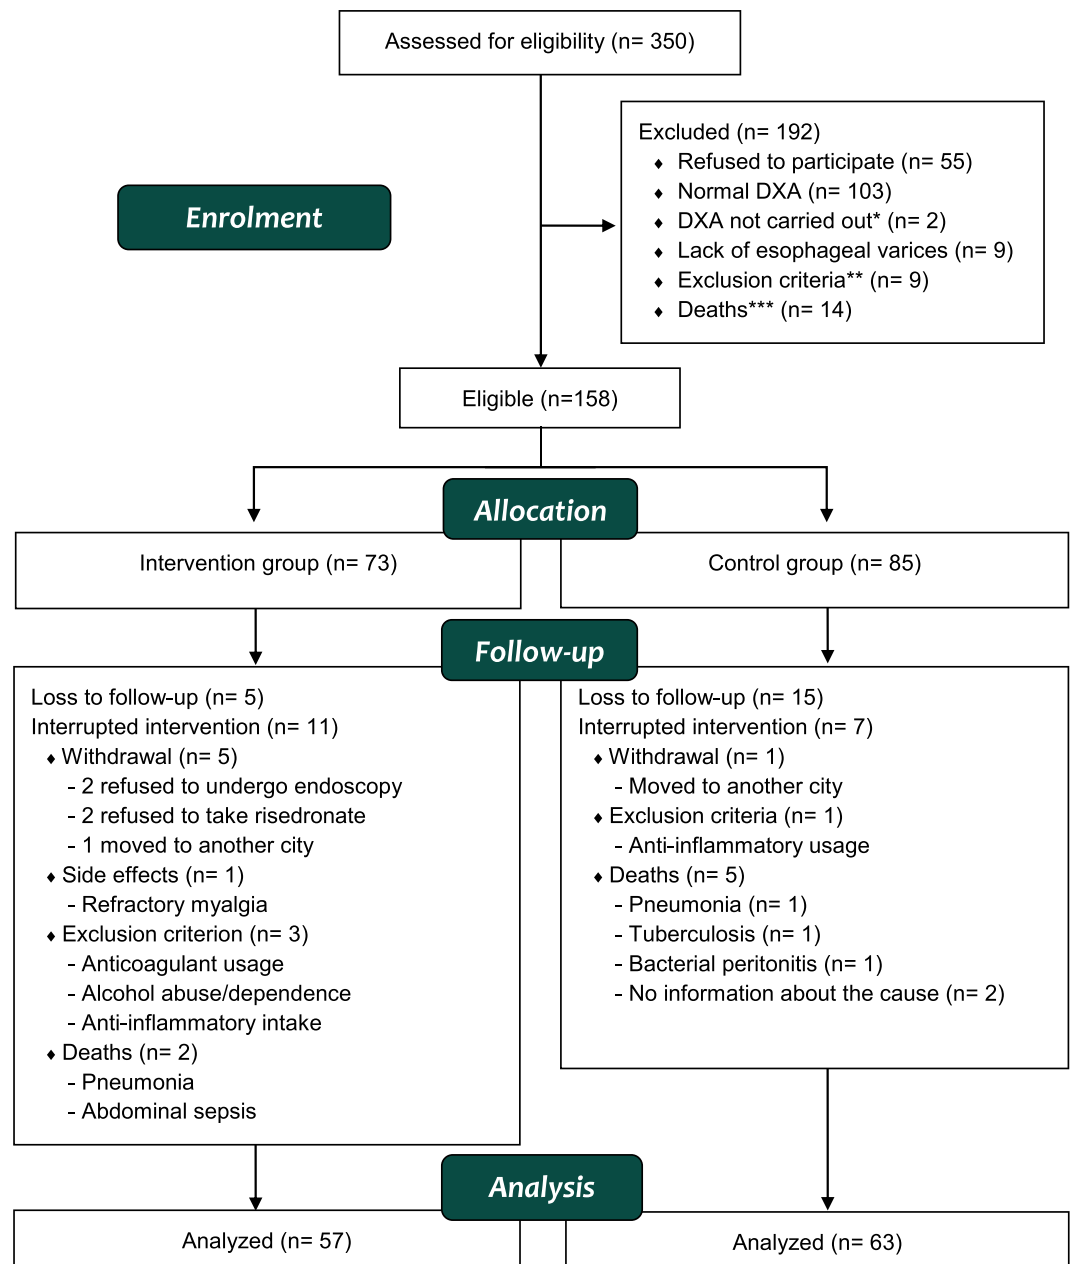 Assessed for eligibility (n= 350)
Excluded (n= 192)
♦ Refused to participate (n= 55)
♦ Normal DXA (n= 103)
♦ DXA not carried out* (n= 2)
♦ Lack of esophageal varices (n= 9)
♦ Exclusion criteria** (n= 9)
♦ Deaths*** (n= 14)
Enrolment
Eligible (n=158)
Allocation
Intervention group (n= 73)
Control group (n= 85)
Follow-up
Loss to follow-up (n= 5)
Interrupted intervention (n= 11)
♦ Withdrawal (n= 5)
- 2 refused to undergo endoscopy
- 2 refused to take risedronate
- 1 moved to another city
♦ Side effects (n= 1)
- Refractory myalgia
♦ Exclusion criterion (n= 3)
- Anticoagulant usage
- Alcohol abuse/dependence
- Anti-inflammatory intake
♦ Deaths (n= 2)
- Pneumonia
- Abdominal sepsis
Loss to follow-up (n= 15)
Interrupted intervention (n= 7)
♦ Withdrawal (n= 1)
- Moved to another city
♦ Exclusion criteria (n= 1)
- Anti-inflammatory usage
♦ Deaths (n= 5)
- Pneumonia (n= 1)
- Tuberculosis (n= 1)
- Bacterial peritonitis (n= 1)
- No information about the cause (n= 2)
Analysis
Analyzed (n= 57)
Analyzed (n= 63)